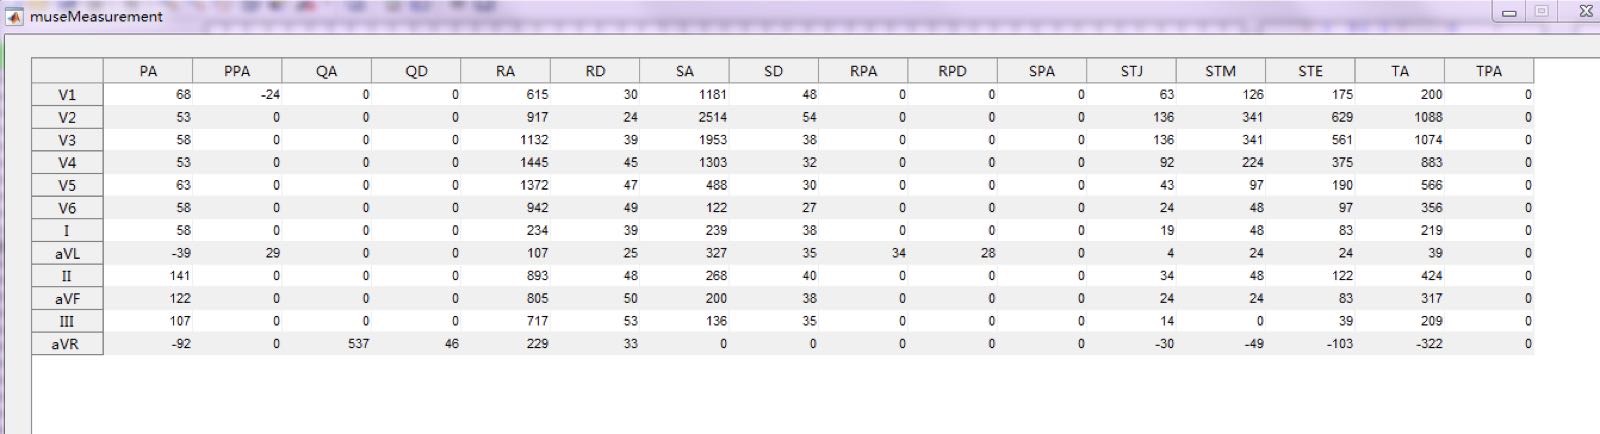 museMeasurement
PA PPA QA QD RA RD SA SD RPA RPD SPA STJ STM STE TA TPA
V1 68 -24 0 0 615 30 1181 48 0 0 0 63 126 175 200 0
V2 53 0 0 0 917 24 2514 54 0 0 0 136 341 629 1088 0
V3 58 0 0 0 1132 39 1953 38 0 0 0 136 341 561 1074 0
V4 53 0 0 0 1445 45 1303 32 0 0 0 92 224 375 883 0
V5 63 0 0 0 1372 47 488 30 0 0 0 43 97 190 566 0
V6 58 0 0 0 942 49 122 27 0 0 0 24 48 97 356 0
I 58 0 0 0 234 39 239 38 0 0 0 19 48 83 219 0
aVL -39 29 0 0 107 25 327 35 34 28 0 4 24 24 39 0
II 141 0 0 0 893 48 268 40 0 0 0 34 48 122 424 0
aVF 122 0 0 0 805 50 200 38 0 0 0 24 24 83 317 0
III 107 0 0 0 717 53 136 35 0 0 0 14 0 39 209 0
aVR -92 0 537 46 229 33 0 0 0 0 0 -30 -49 -103 -322 0